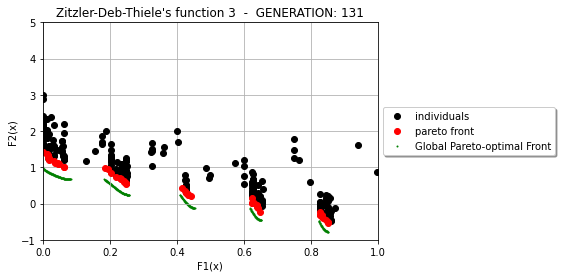 Zitzler-Deb-Thiele's function 3 - GENERATION: 131
5
4
3
2
1
0
−1
F2(x)
0.0 0.2 0.4 0.6 0.8 1.0
F1(x)
individuals
pareto front
Global Pareto-optimal Front